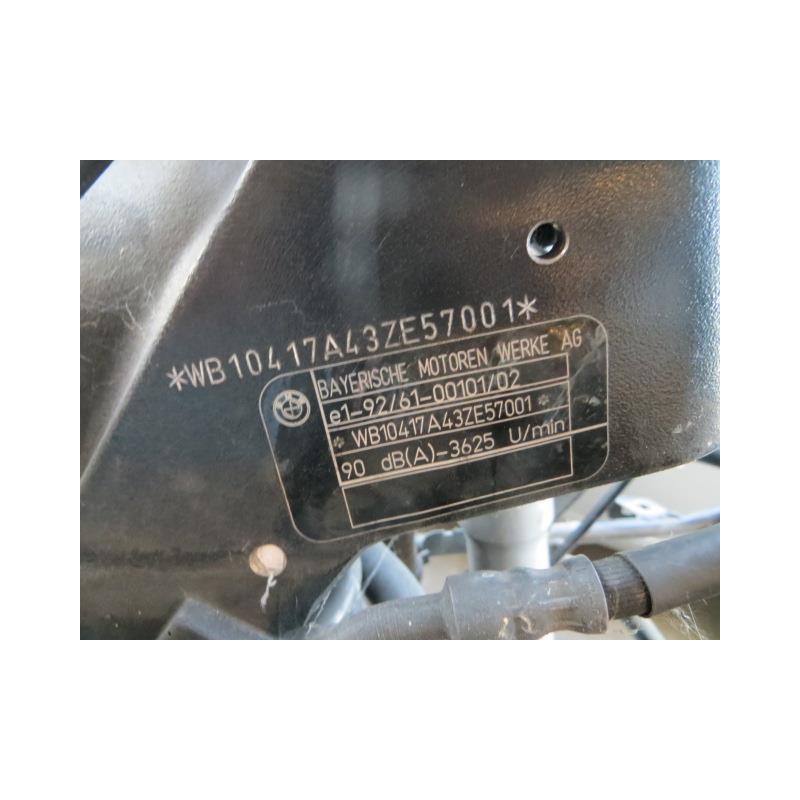 *WB10417A43ZE57001*
BAYERISCHE MOTOREN WERKE AG
e1-92/61-00101/02
* WB10417A43ZE57001 *
90 dB(A)-3625 U/min